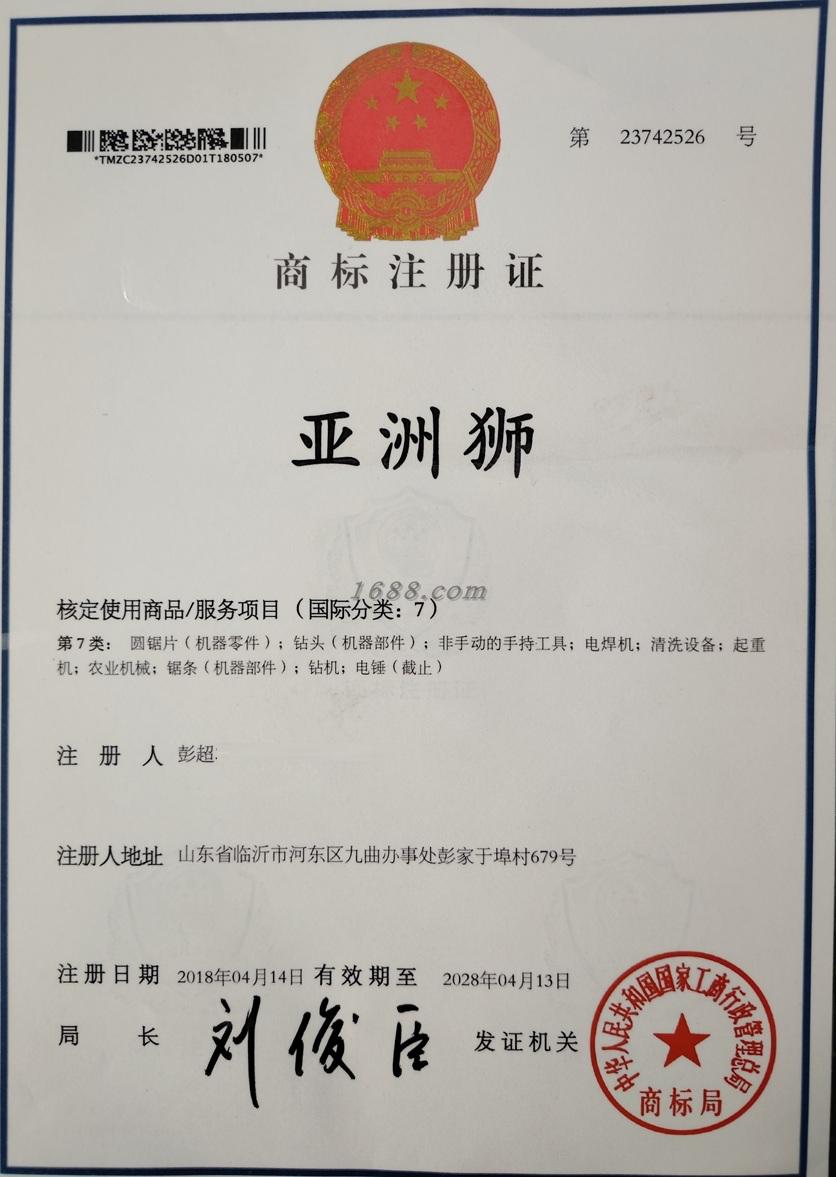 *TMZC23742526D01T180507*
第 23742526 号
商标注册证
亚洲狮
1688.com
核定使用商品/服务项目（国际分类：7）
第7类：圆锯片（机器零件）；钻头（机器部件）；非手动的手持工具；电焊机；清洗设备；起重
机；农业机械；锯条（机器部件）；钻机；电锤（截止）
注册人 彭超
注册人地址 山东省临沂市河东区九曲办事处彭家于埠村679号
注册日期 2018年04月14日 有效期至 2028年04月13日
局长 刘俊臣 发证机关
中华人民共和国国家工商行政管理总局
商标局